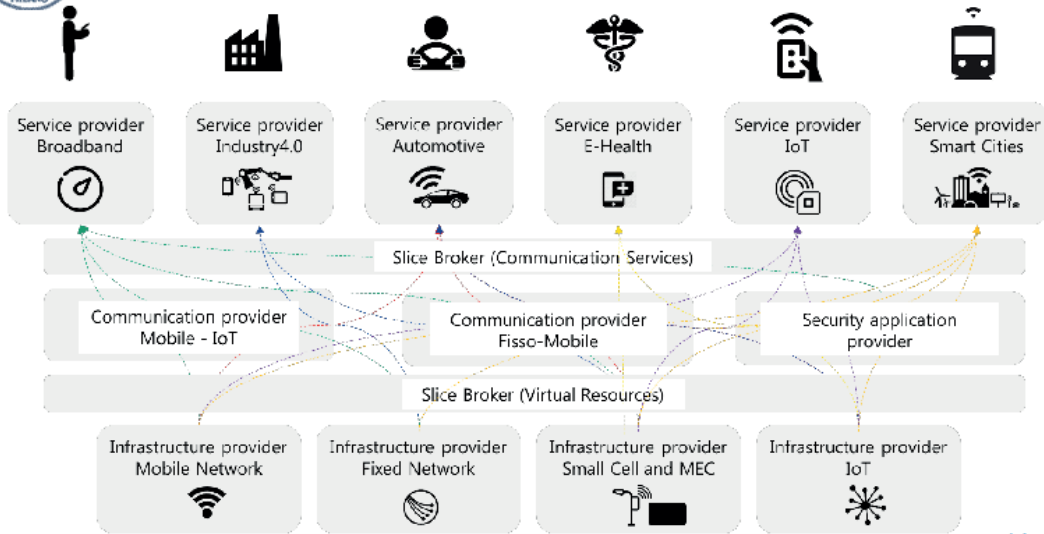 Service provider
Broadband
Service provider
Industry4.0
Service provider
Automotive
Service provider
E-Health
Service provider
IoT
Service provider
Smart Cities
Slice Broker (Communication Services)
Communication provider
Mobile - IoT
Communication provider
Fisso-Mobile
Security application
provider
Slice Broker (Virtual Resources)
Infrastructure provider
Mobile Network
Infrastructure provider
Fixed Network
Infrastructure provider
Small Cell and MEC
Infrastructure provider
IoT